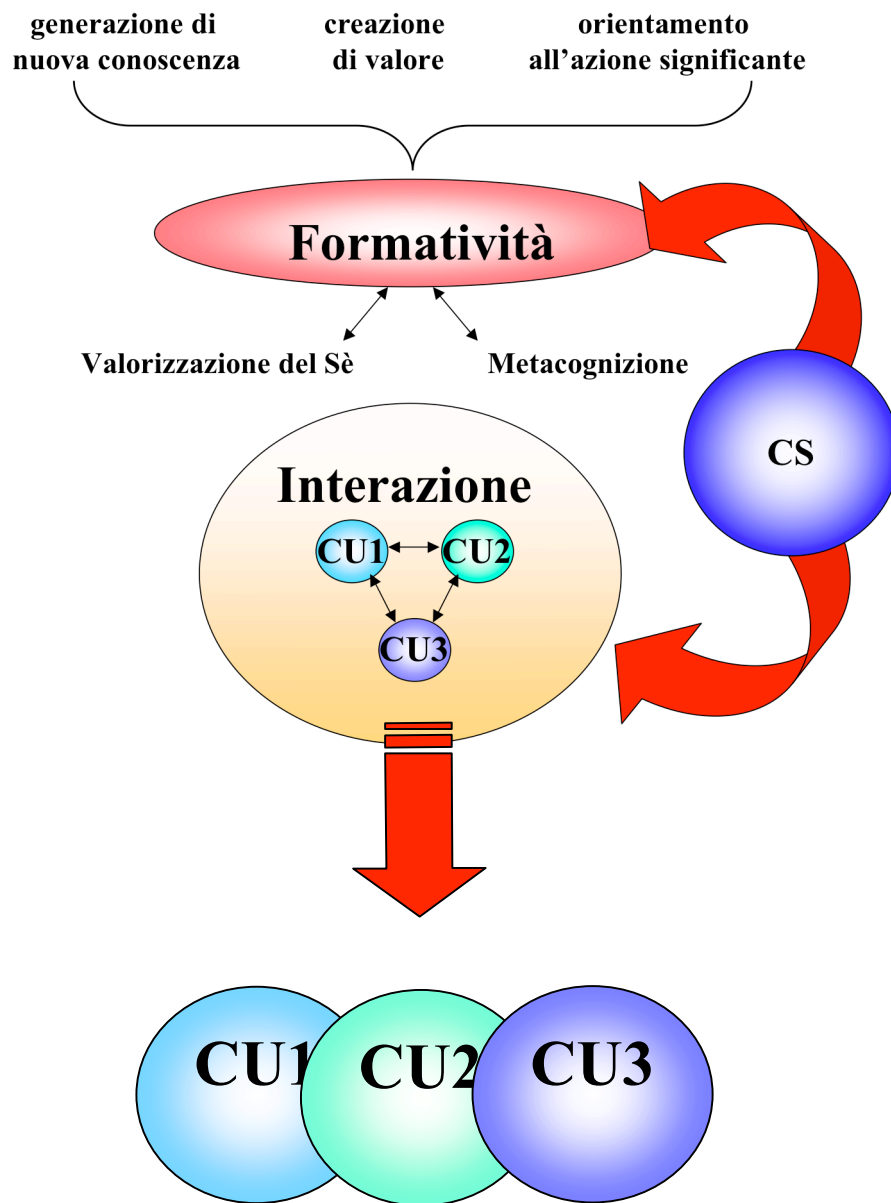 generazione di
nuova conoscenza
creazione
di valore
orientamento
all’azione significante
Formatività
Valorizzazione del Sè
Metacognizione
CS
Interazione
CU1
CU2
CU3
CU1
CU2
CU3